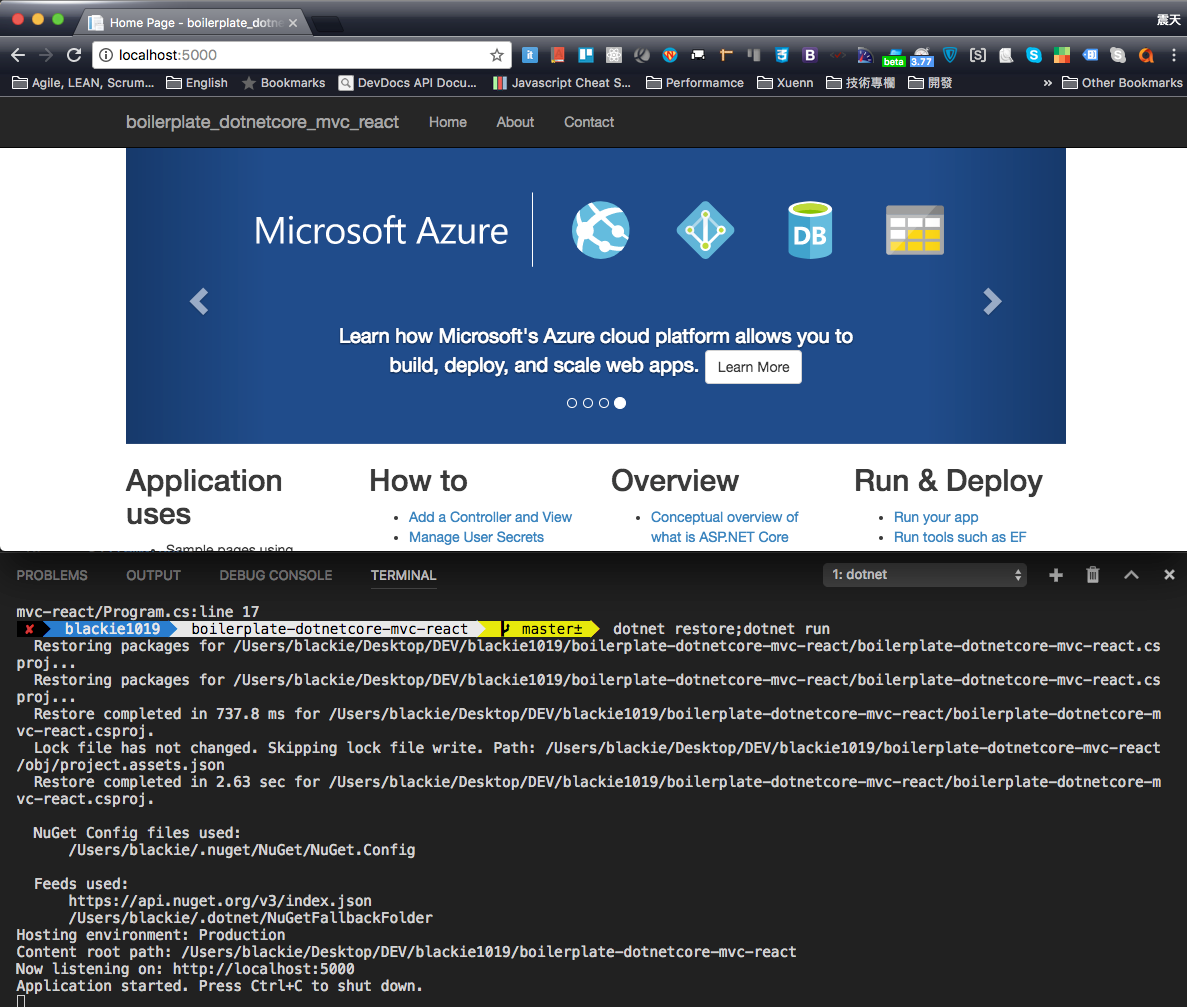 Home Page - boilerplate_dotne
震天
localhost:5000
it
B
beta
3.77
[S]
Agile, LEAN, Scrum...
English
Bookmarks
DevDocs API Docu...
Javascript Cheat S...
Performamce
Xuenn
技術專欄
開發
»
Other Bookmarks
boilerplate_dotnetcore_mvc_react
Home
About
Contact
Microsoft Azure
DB
Learn how Microsoft's Azure cloud platform allows you to
build, deploy, and scale web apps. Learn More
Application
uses
How to
Overview
Run & Deploy
Sample pages using
Add a Controller and View
Manage User Secrets
Conceptual overview of
what is ASP.NET Core
Run your app
Run tools such as EF
PROBLEMS
OUTPUT
DEBUG CONSOLE
TERMINAL
1: dotnet
mvc-react/Program.cs:line 17
✘ blackie1019 boilerplate-dotnetcore-mvc-react master± dotnet restore;dotnet run
Restoring packages for /Users/blackie/Desktop/DEV/blackie1019/boilerplate-dotnetcore-mvc-react/boilerplate-dotnetcore-mvc-react.cs
proj...
Restoring packages for /Users/blackie/Desktop/DEV/blackie1019/boilerplate-dotnetcore-mvc-react/boilerplate-dotnetcore-mvc-react.cs
proj...
Restore completed in 737.8 ms for /Users/blackie/Desktop/DEV/blackie1019/boilerplate-dotnetcore-mvc-react/boilerplate-dotnetcore-m
vc-react.csproj.
Lock file has not changed. Skipping lock file write. Path: /Users/blackie/Desktop/DEV/blackie1019/boilerplate-dotnetcore-mvc-react
/obj/project.assets.json
Restore completed in 2.63 sec for /Users/blackie/Desktop/DEV/blackie1019/boilerplate-dotnetcore-mvc-react/boilerplate-dotnetcore-m
vc-react.csproj.
NuGet Config files used:
/Users/blackie/.nuget/NuGet/NuGet.Config
Feeds used:
https://api.nuget.org/v3/index.json
/Users/blackie/.dotnet/NuGetFallbackFolder
Hosting environment: Production
Content root path: /Users/blackie/Desktop/DEV/blackie1019/boilerplate-dotnetcore-mvc-react
Now listening on: http://localhost:5000
Application started. Press Ctrl+C to shut down.